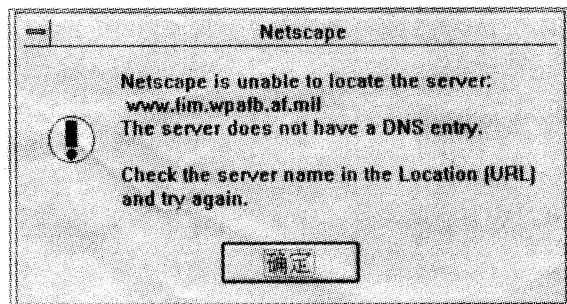 Netscape
Netscape is unable to locate the server:
www.lim.wpafb.af.mil
The server does not have a DNS entry.
Check the server name in the Location (URL)
and try again.
确定